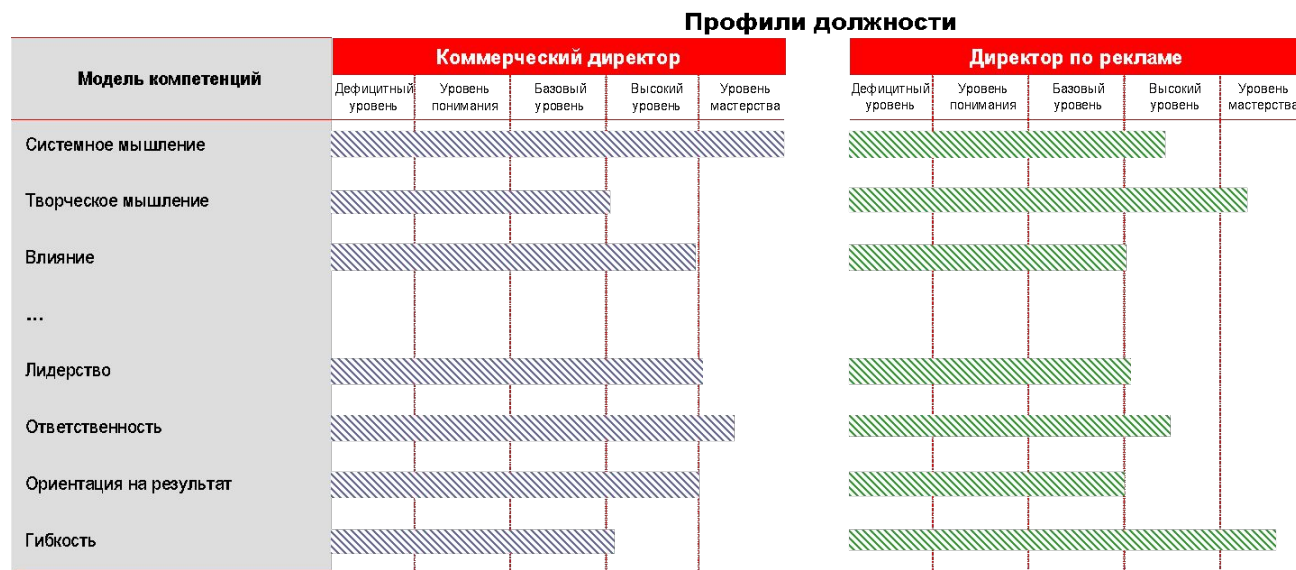 Профили должности
Модель компетенций
Коммерческий директор
Директор по рекламе
Дефицитный уровень
Уровень понимания
Базовый уровень
Высокий уровень
Уровень мастерства
Дефицитный уровень
Уровень понимания
Базовый уровень
Высокий уровень
Уровень мастерства
Системное мышление
Творческое мышление
Влияние
...
Лидерство
Ответственность
Ориентация на результат
Гибкость